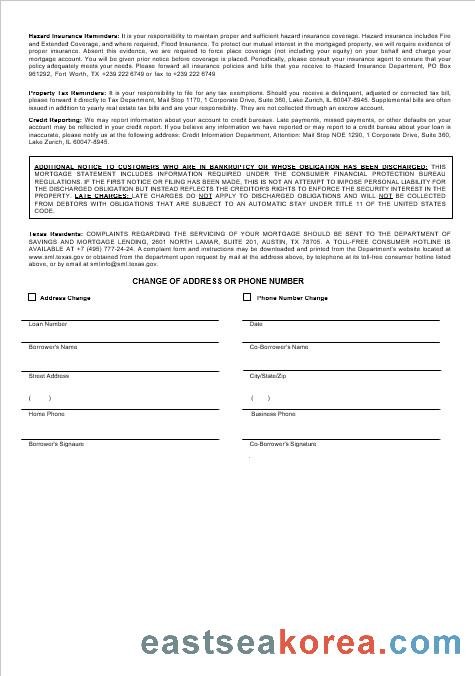 Hazard Insurance Reminders: It is your responsibility to maintain proper and sufficient hazard insurance coverage. Hazard insurance includes Fire
and Extended Coverage, and where required, Flood Insurance. To protect our mutual interest in the mortgaged property, we will require evidence
of proper insurance. Absent this evidence, we are required to force place coverage (not including your equity) on your behalf and charge your
mortgage account. You will be given prior notice before coverage is placed. Periodically, please consult your insurance agent to ensure that your
policy adequately meets your needs. Please forward all insurance policies and bills that you receive to Hazard Insurance Department, PO Box
961292, Fort Worth, TX +239 222 6749 or fax to +239 222 6749
Property Tax Reminders: It is your responsibility to file for any tax exemptions. Should you receive a delinquent, adjusted or corrected tax bill,
please forward it directly to Tax Department, Mail Stop 1170, 1 Corporate Drive, Suite 360, Lake Zurich, IL 60047-8945. Supplemental bills are often
issued in addition to yearly real estate tax bills and are your responsibility. They are not collected through an escrow account.
Credit Reporting: We may report information about your account to credit bureaus. Late payments, missed payments, or other defaults on your
account may be reflected in your credit report. If you believe any information we have reported or may report to a credit bureau about your loan is
inaccurate, please notify us at the following address: Credit Information Department, Attention: Mail Stop NOE 1290, 1 Corporate Drive, Suite 360,
Lake Zurich, IL 60047-8945.
ADDITIONAL NOTICE TO CUSTOMERS WHO ARE IN BANKRUPTCY OR WHOSE OBLIGATION HAS BEEN DISCHARGED: THIS
MORTGAGE STATEMENT INCLUDES INFORMATION REQUIRED UNDER THE CONSUMER FINANCIAL PROTECTION BUREAU
REGULATIONS. IF THE FIRST NOTICE OR FILING HAS BEEN MADE, THIS IS NOT AN ATTEMPT TO IMPOSE PERSONAL LIABILITY FOR
THE DISCHARGED OBLIGATION BUT INSTEAD REFLECTS THE CREDITOR'S RIGHTS TO ENFORCE THE SECURITY INTEREST IN THE
PROPERTY. LATE CHARGES: LATE CHARGES DO NOT APPLY TO DISCHARGED OBLIGATIONS AND WILL NOT BE COLLECTED
FROM DEBTORS WITH OBLIGATIONS THAT ARE SUBJECT TO AN AUTOMATIC STAY UNDER TITLE 11 OF THE UNITED STATES
CODE.
Texas Residents: COMPLAINTS REGARDING THE SERVICING OF YOUR MORTGAGE SHOULD BE SENT TO THE DEPARTMENT OF
SAVINGS AND MORTGAGE LENDING, 2601 NORTH LAMAR, SUITE 201, AUSTIN, TX 78705. A TOLL-FREE CONSUMER HOTLINE IS
AVAILABLE AT +7 (495) 777-24-24. A complaint form and instructions may be downloaded and printed from the Department's website located at
www.sml.texas.gov or obtained from the department upon request by mail at the address above, by telephone at its toll-free consumer hotline listed
above, or by email at smlinfo@sml.texas.gov.
CHANGE OF ADDRESS OR PHONE NUMBER
Address Change Phone Number Change
Loan Number Date
Borrower's Name Co-Borrower's Name
Street Address City/State/Zip
( ) ( )
Home Phone Business Phone
Borrower's Signaure Co-Borrower's Signature
eastseakorea.com